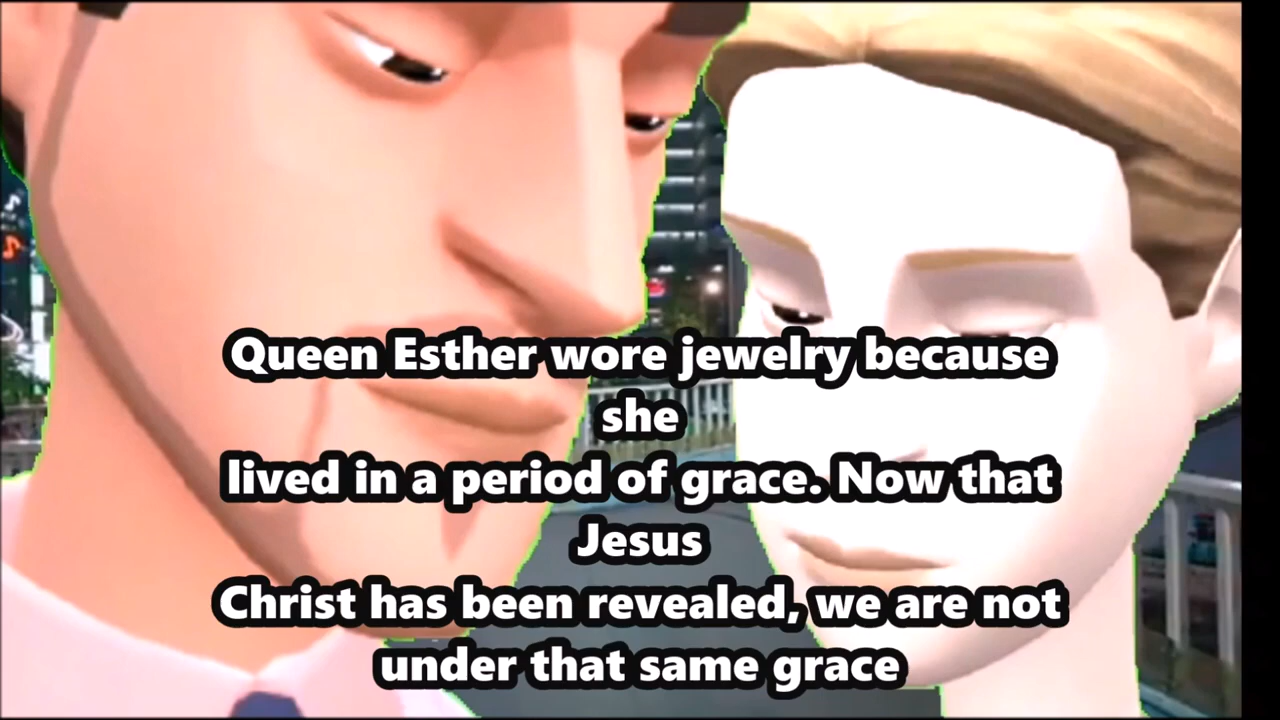 Queen Esther wore jewelry because
she
lived in a period of grace. Now that
Jesus
Christ has been revealed, we are not
under that same grace